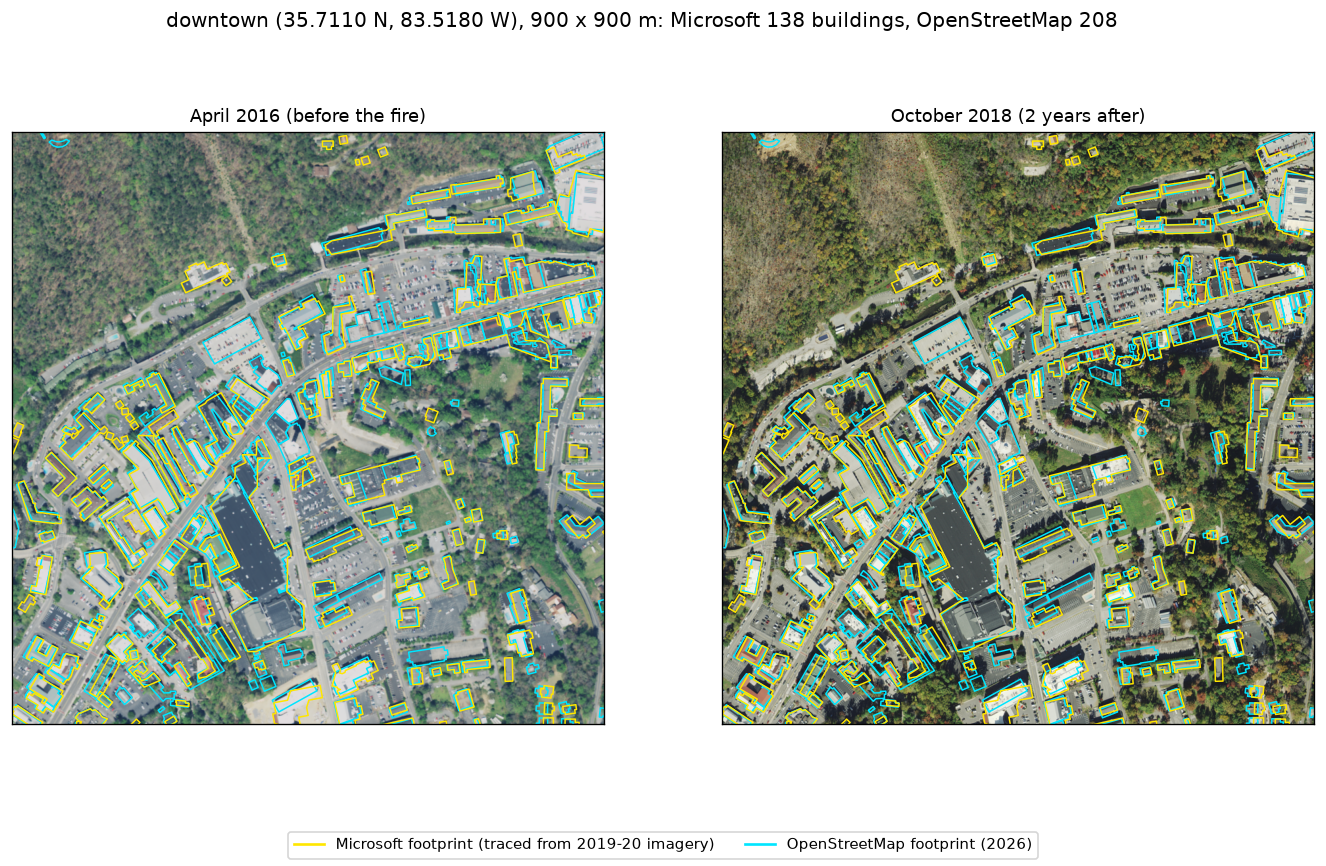 downtown (35.7110 N, 83.5180 W), 900 x 900 m: Microsoft 138 buildings, OpenStreetMap 208
April 2016 (before the fire)
October 2018 (2 years after)
Microsoft footprint (traced from 2019-20 imagery)
OpenStreetMap footprint (2026)